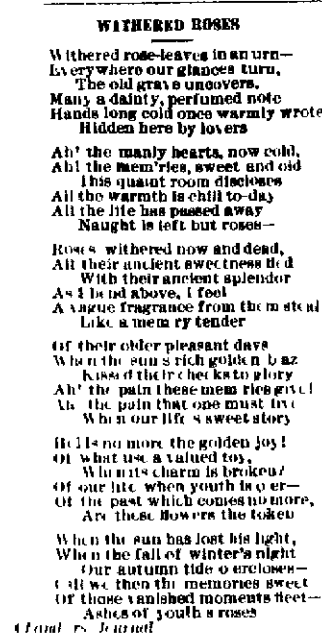 WITHERED ROSES
Withered rose-leaves in an urn—
Everywhere our glances turn,
The old grave uncovers.
Many a dainty, perfumed note
Hands long cold once warmly wrote
Hidden here by lovers
Ah' the manly hearts, now cold,
Ah! the mem'ries, sweet and old
This quaint room discloses
All the warmth is chill to-day
All the life has passed away
Naught is left but roses—
Roses withered now and dead,
All their ancient sweetness fled
With their ancient splendor
As I bend above, I feel
A vague fragrance from them steal
Like a mem ry tender
Of their older pleasant days
When the sun s rich golden b az
Kissed their cheeks to glory
Ah' the pain these mem ries give!
Ah the pain that one must live
When our life s sweet story
Tells no more the golden joy!
Of what use a valued toy,
When its charm is broken?
Of our life when youth is o er—
Of the past which comes no more,
Are these flowers the token
When the sun has lost his light,
When the fall of winter's night
Our autumn tide o ercloses—
Call we then the memories sweet
Of those vanished moments fleet—
Ashes of youth s roses
Chamb rs Journal